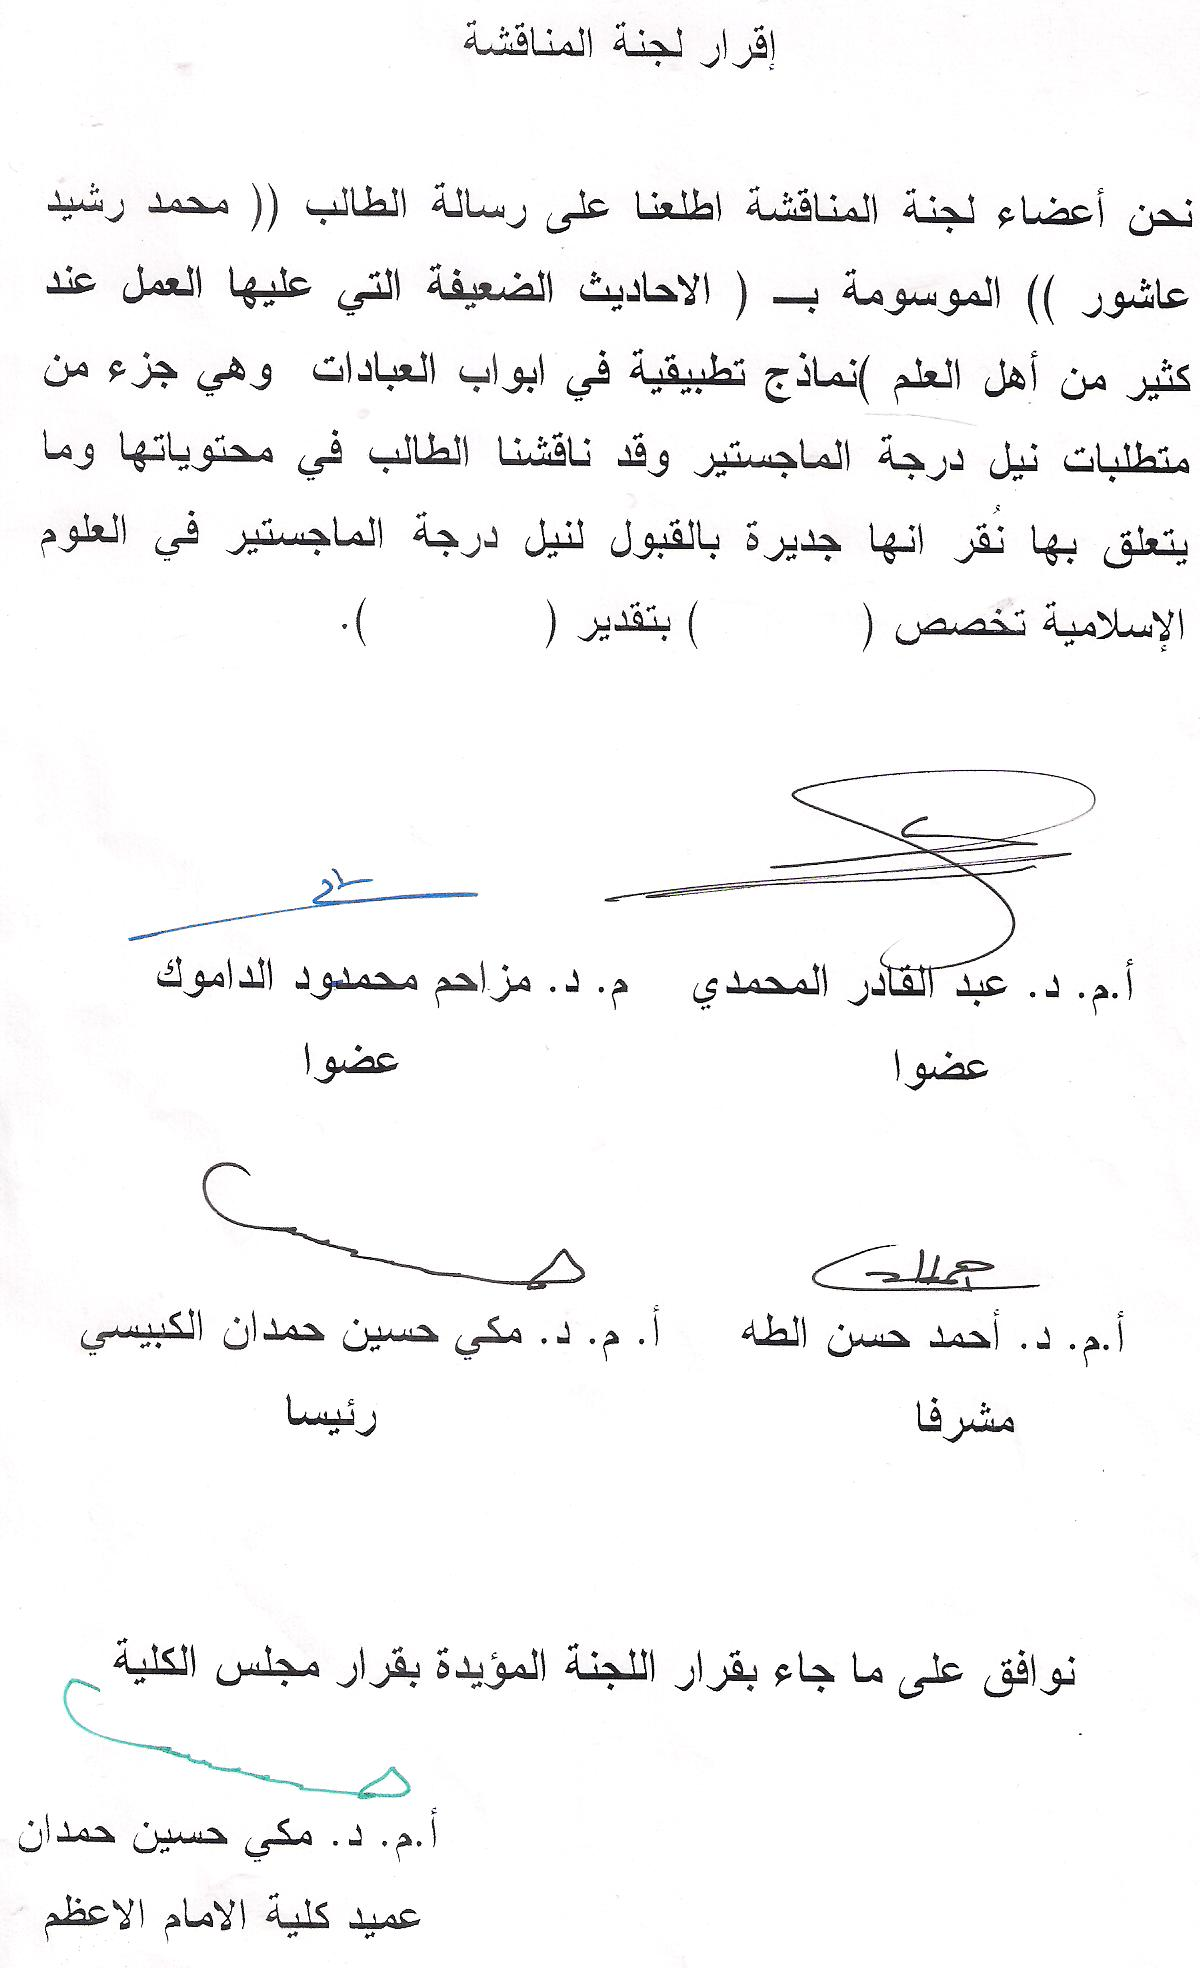 إقرار لجنة المناقشة
نحن أعضاء لجنة المناقشة اطلعنا على رسالة الطالب (( محمد رشيد
عاشور )) الموسومة بـــ ( الاحاديث الضعيفة التي عليها العمل عند
كثير من أهل العلم )نماذج تطبيقية في ابواب العبادات وهي جزء من
متطلبات نيل درجة الماجستير وقد ناقشنا الطالب في محتوياتها وما
يتعلق بها نُقر انها جديرة بالقبول لنيل درجة الماجستير في العلوم
الإسلامية تخصص ( ) بتقدير ( ).
أ.م. د. عبد القادر المحمدي م. د. مزاحم محمدود الداموك
عضوا عضوا
أ.م. د. أحمد حسن الطه أ. م. د. مكي حسين حمدان الكبيسي
مشرفا رئيسا
نوافق على ما جاء بقرار اللجنة المؤيدة بقرار مجلس الكلية
أ.م. د. مكي حسين حمدان
عميد كلية الامام الاعظم